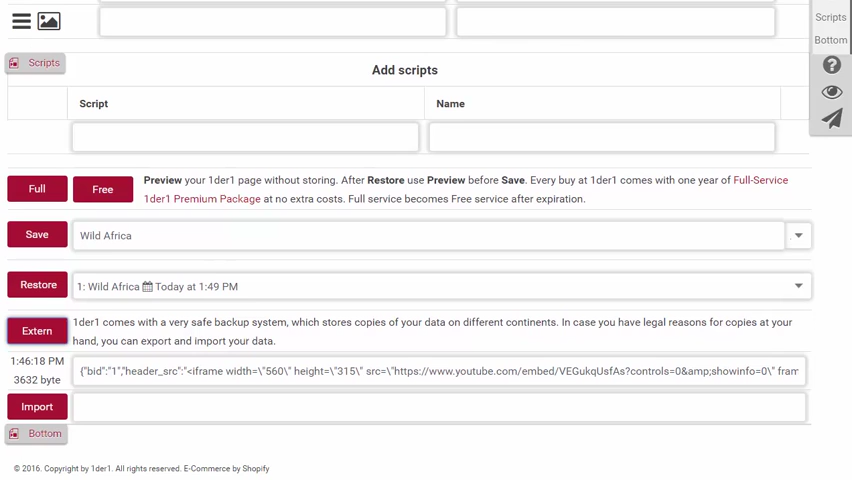 Scripts
Bottom
Scripts
Add scripts
Script
Name
Full
Free
Preview your 1der1 page without storing. After Restore use Preview before Save. Every buy at 1der1 comes with one year of Full-Service
1der1 Premium Package at no extra costs. Full service becomes Free service after expiration.
Save
Wild Africa
Restore
1: Wild Africa Today at 1:49 PM
Extern
1der1 comes with a very safe backup system, which stores copies of your data on different continents. In case you have legal reasons for copies at your
hand, you can export and import your data.
1:46:18 PM
3632 byte
{"bid":"1","header_src":"<iframe width=\"560\" height=\"315\" src=\"https://www.youtube.com/embed/VEGukqUsfAs?controls=0&amp;showinfo=0\" fram
Import
Bottom
© 2016. Copyright by 1der1. All rights reserved. E-Commerce by Shopify